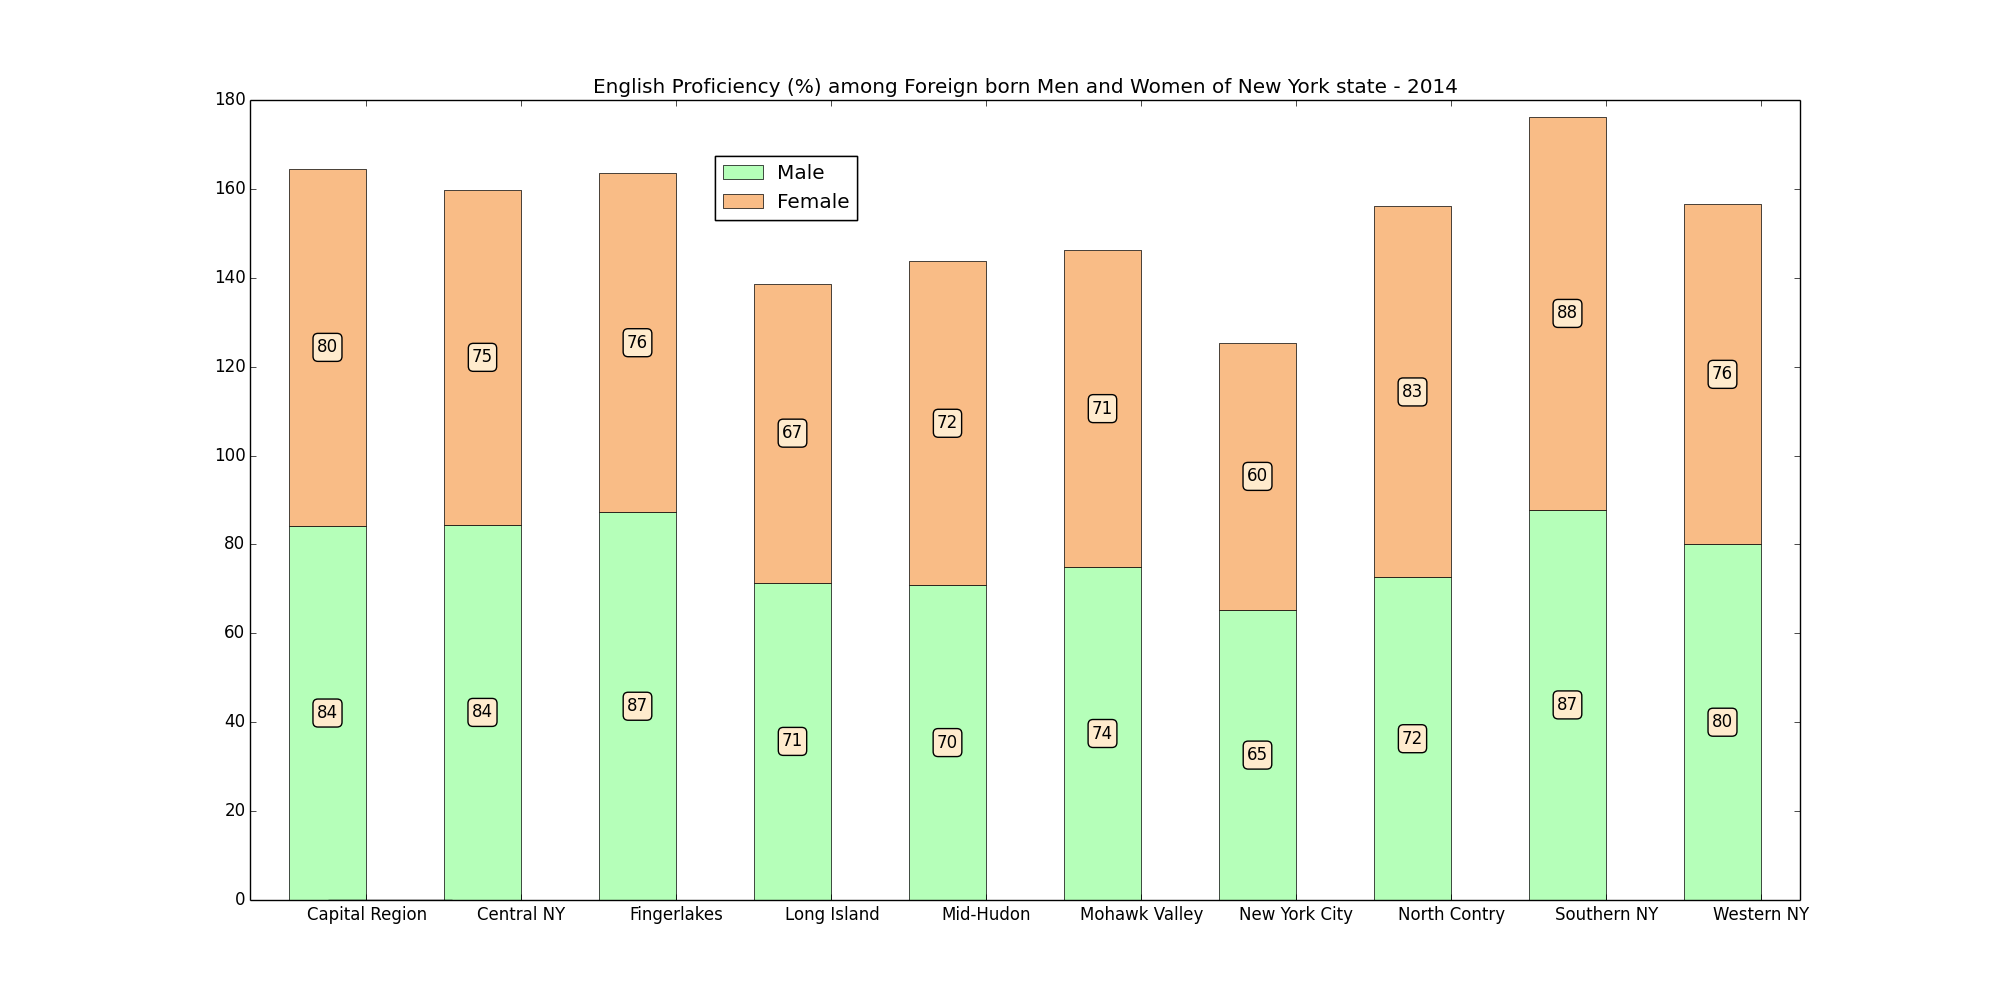 English Proficiency (%) among Foreign born Men and Women of New York state - 2014
180
160
140
120
100
80
60
40
20
0
Male
Female
80
75
76
67
72
71
60
83
88
76
84
84
87
71
70
74
65
72
87
80
Capital Region
Central NY
Fingerlakes
Long Island
Mid-Hudon
Mohawk Valley
New York City
North Contry
Southern NY
Western NY